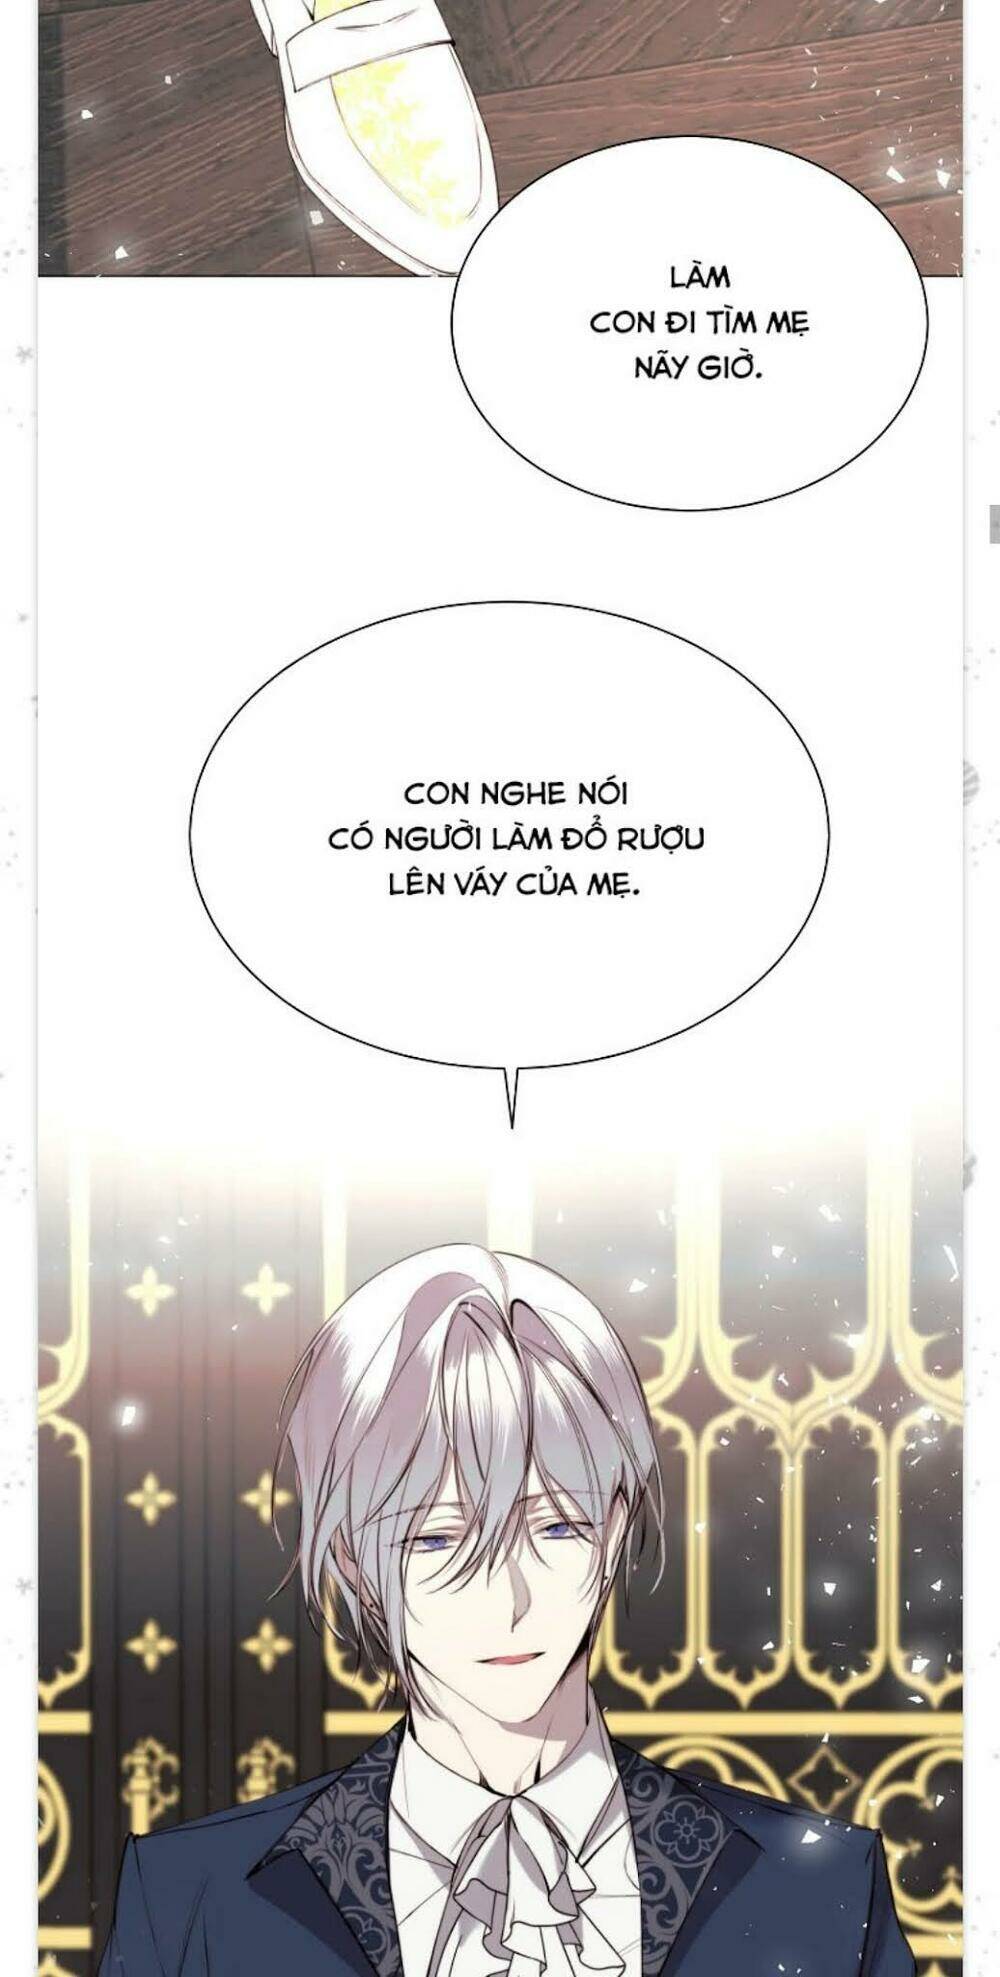 LÀM
CON ĐI TÌM MẸ
NÃY GIỜ.
CON NGHE NÓI
CÓ NGƯỜI LÀM ĐỔ RƯỢU
LÊN VÁY CỦA MẸ.